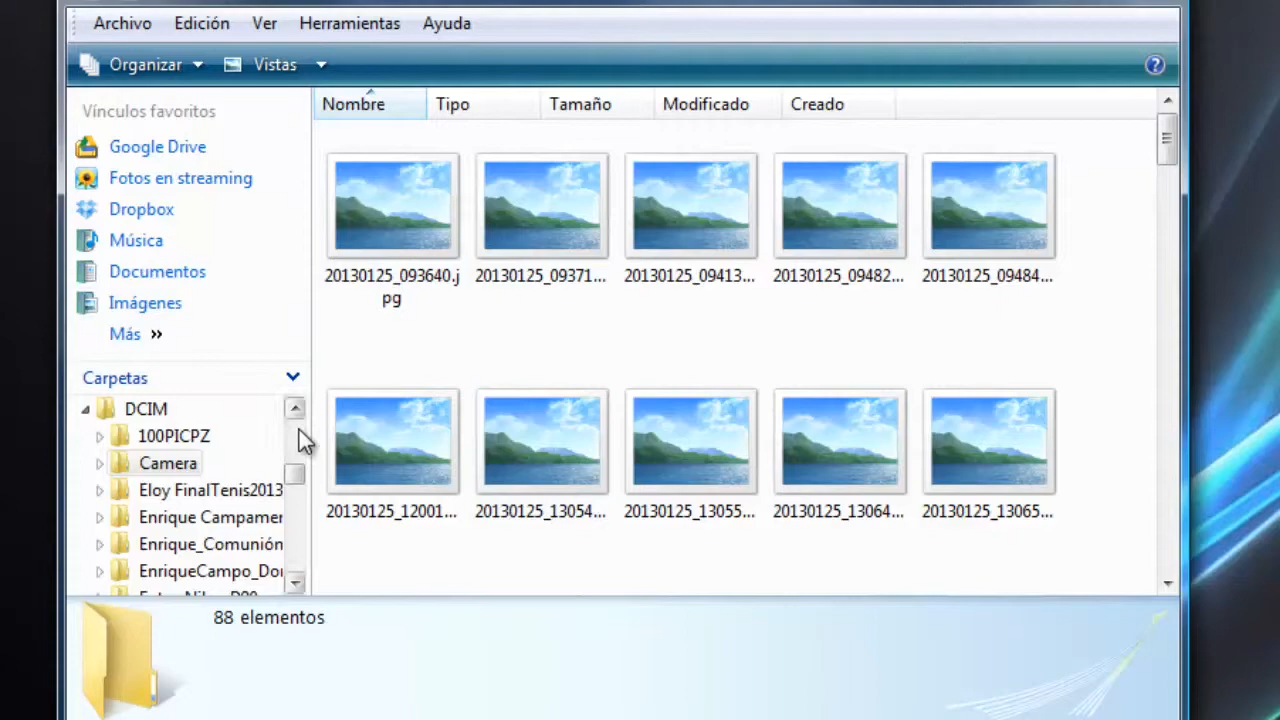 Archivo Edición Ver Herramientas Ayuda
Organizar Vistas
Vínculos favoritos
Google Drive
Fotos en streaming
Dropbox
Música
Documentos
Imágenes
Más »
Carpetas
DCIM
100PICPZ
Camera
Eloy FinalTenis2013
Enrique Campamer
Enrique_Comunión
EnriqueCampo_Dor
Nombre Tipo Tamaño Modificado Creado
20130125_093640.j
pg
20130125_09371... 20130125_09413... 20130125_09482... 20130125_09484...
20130125_12001... 20130125_13054... 20130125_13055... 20130125_13064... 20130125_13065...
88 elementos